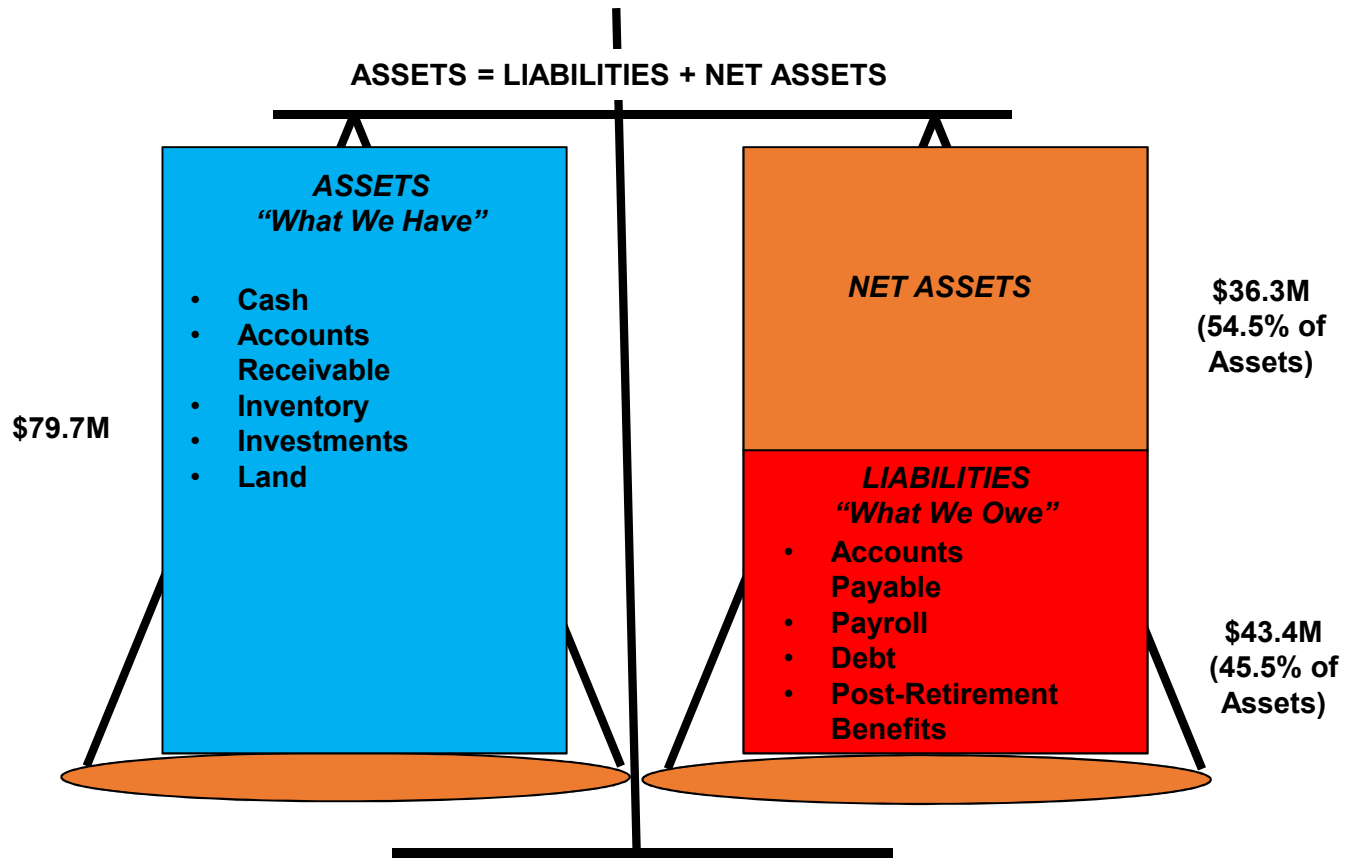 ASSETS = LIABILITIES + NET ASSETS
ASSETS
“What We Have”
• Cash
• Accounts
Receivable
• Inventory
• Investments
• Land
$79.7M
NET ASSETS
$36.3M
(54.5% of
Assets)
LIABILITIES
“What We Owe”
• Accounts
Payable
• Payroll
• Debt
• Post-Retirement
Benefits
$43.4M
(45.5% of
Assets)